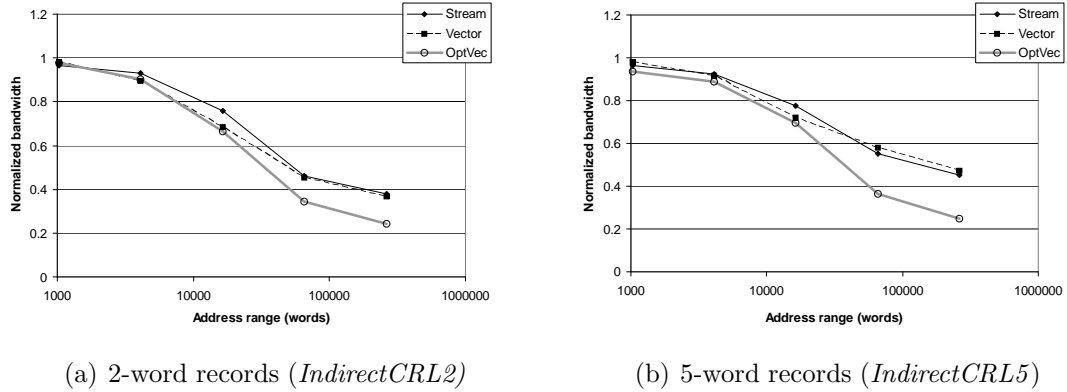 1.2
1
0.8
0.6
0.4
0.2
0
Normalized bandwidth
1000
10000
100000
1000000
Address range (words)
Stream
Vector
OptVec
(a) 2-word records (IndirectCRL2)
1.2
1
0.8
0.6
0.4
0.2
0
Normalized bandwidth
1000
10000
100000
1000000
Address range (words)
Stream
Vector
OptVec
(b) 5-word records (IndirectCRL5)